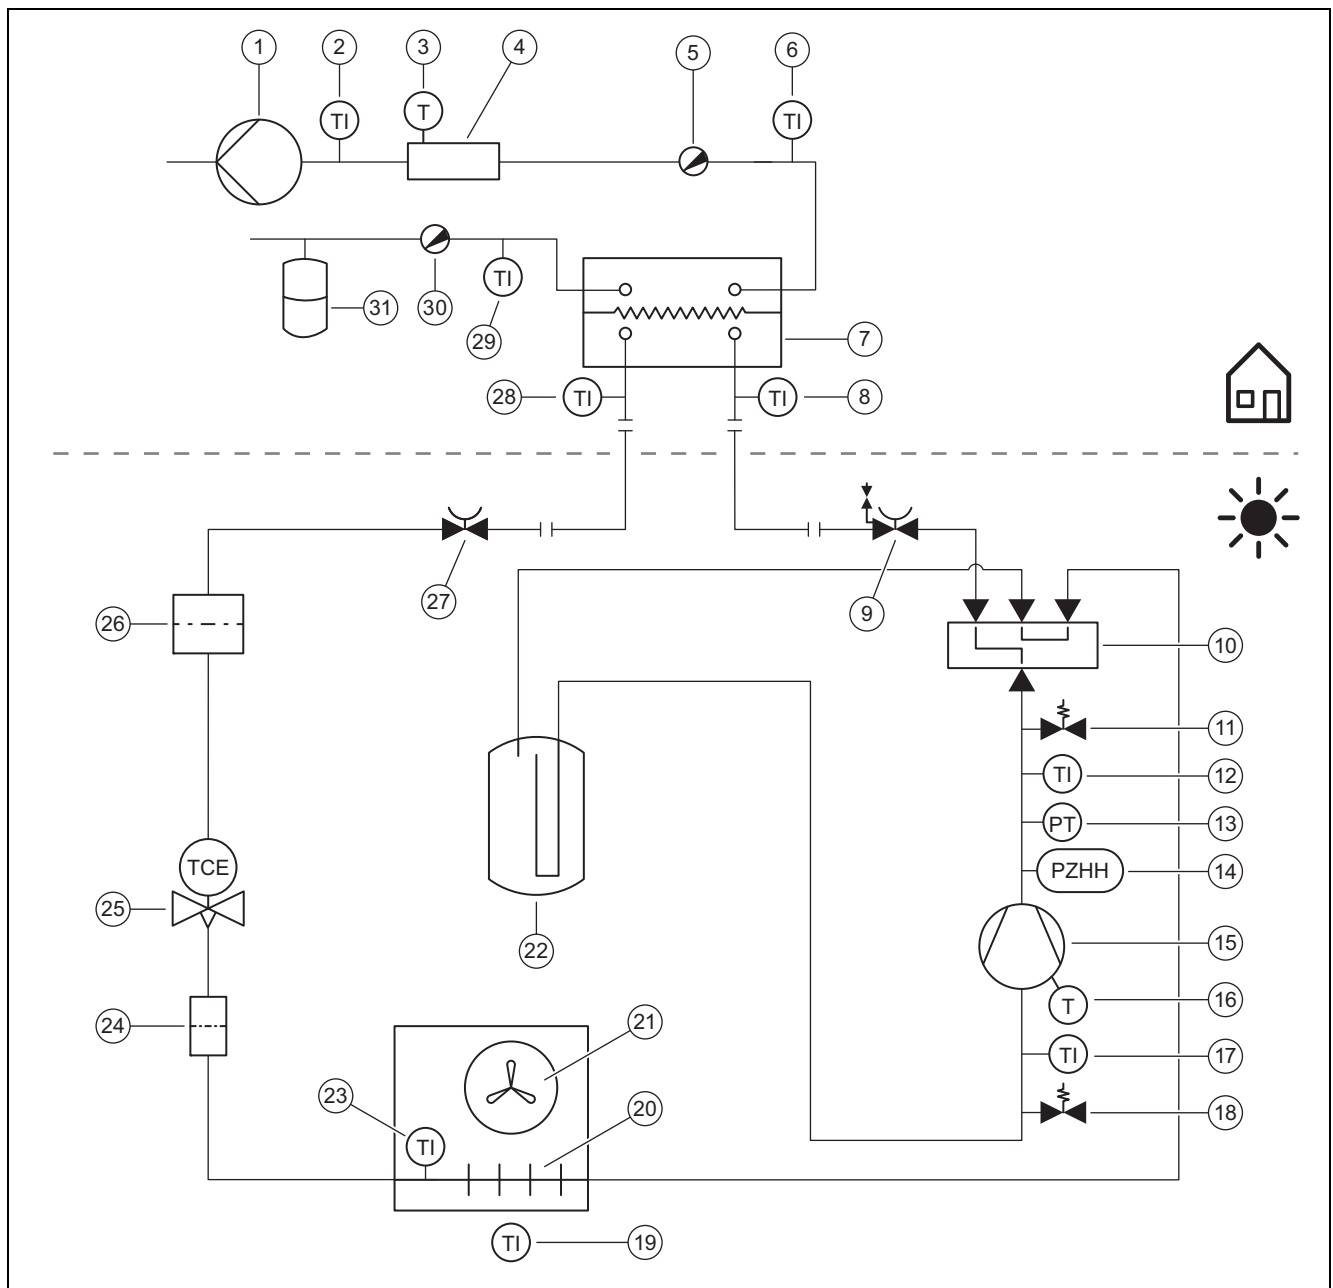 1 2 3 4 5 6
TI T TI
TI
31 30 29 7
28 TI TI 8
27 9
26 10
11
TI 12
PT 13
TCE PZHH 14
25 22 15
T 16
24 21 TI 17
23 20 18
TI
TI 19